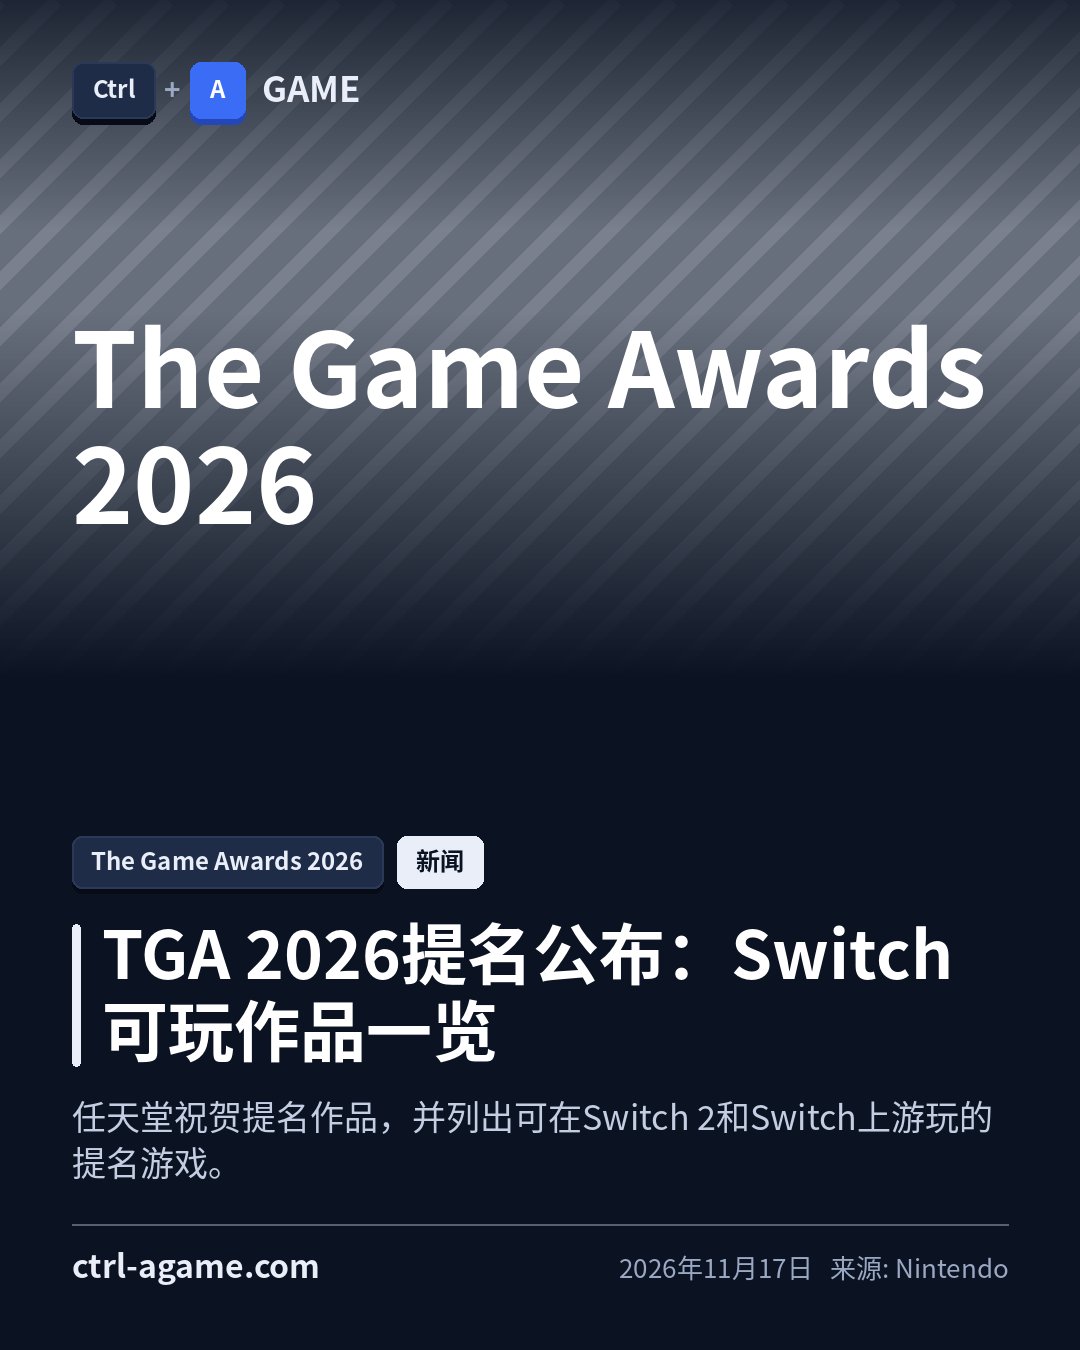 Ctrl + A GAME
The Game Awards
2026
The Game Awards 2026 新闻
TGA 2026提名公布：Switch
可玩作品一览
任天堂祝贺提名作品，并列出可在Switch 2和Switch上游玩的
提名游戏。
ctrl-agame.com 2026年11月17日 来源: Nintendo